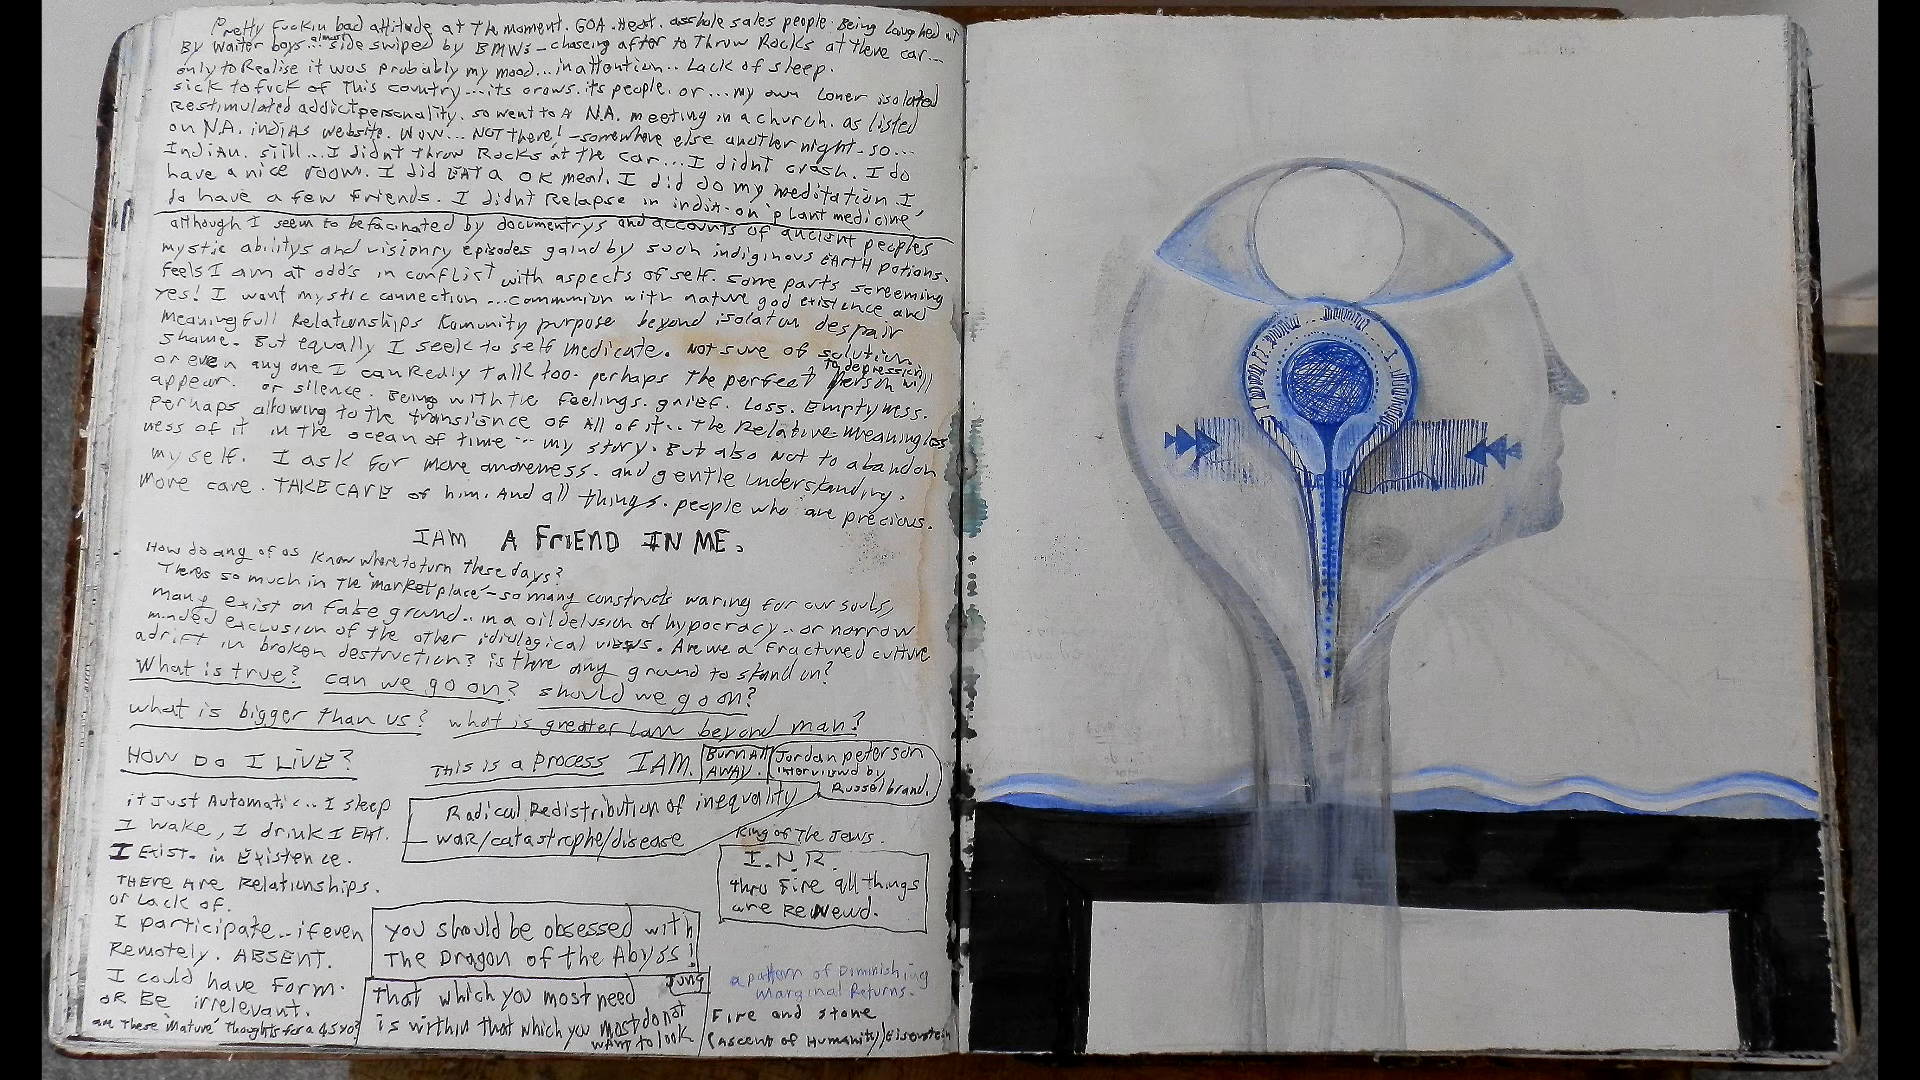 Pretty Fuckin bad attitude at the moment. GOA. Heat. asshole sales people. Being laughed at
By waiter boys... almost side swiped by BMWs - chaseing after to Throw Rocks at there car...
only to Realise it was probably my mood... inattention.. Lack of sleep.
sick to fuck of This country... its crows. its people. or... my own Loner isolated
Restimulated addict personality. so went to A N.A. meeting in a church. as listed
on N.A. indias website. Wow... NOT there! - somewhere else another night - so...
Indian. still... I didnt throw Rocks at the car... I didnt crash. I do
have a nice room. I did EAT a OK meal. I did do my meditation I,
do have a few friends. I didnt Relapse in india - on 'plant medicine'
although I seem to be facinated by documentrys and accounts of ancient peoples
mystic abilitys and visionry episodes gaind by such indiginous EARTH potions.
Feels I am at odds in conflict with aspects of self. some parts screeming
yes! I want mystic connection ... communion with nature god existence and
meaningfull Relationships Komunity purpose beyond isolation despair
shame. But equally I seek to self medicate. NOT sure of solution
to depression
or even any one I can Redly Talk too. perhaps the perfect person will
appear. or silence. Being with the feelings. grief. Loss. Emptyness.
Perhaps allowing to the transience of All of it.. The Relative meaningless
ness of it in the ocean of time... my story. But also Not to abandon
my self. I ask for more awareness. and gentle understanding.
more care. TAKE CARE of him. And all things. people who are precious.
I AM A FRIEND IN ME.
How do any of us know where to turn these days?
Theres so much in The 'market place' - so many constructs waring for our souls,
many exist on fake ground.. in a oil delusion of hypocracy.. or narrow
minded exclusion of the other idiological views. Are we a fractured culture
adrift in broken destruction? is there any ground to stand on?
What is true? can we go on? should we go on?
what is bigger than us? what is greater Law beyond man?
HOW DO I LIVE? This is a process I AM.
BURN All AWAY.
Jordan peterson
interviewed by
Russel brand.
it Just Automatic.. I sleep
I wake, I drink I EAT.
I Exist. in Existence.
THERE Are Relationships.
or Lack of.
I participate.. if even
Remotely. ABSENT.
I could have form.
OR Be irrelevant.
are These 'Mature' Thoughts for a 45 yo?
Radical Redistribution of inequality
- war/catastrophe/disease
King of The Jews.
I.N.R.
thru Fire all things
are ReNewd.
you should be obsessed with
The Dragon of the Abyss!
Jung
That which you most need
is within that which you most do not
want to look
a pattern of Diminishing
Marginal Returns.
Fire and stone
(Ascent of Humanity) Eisenstein